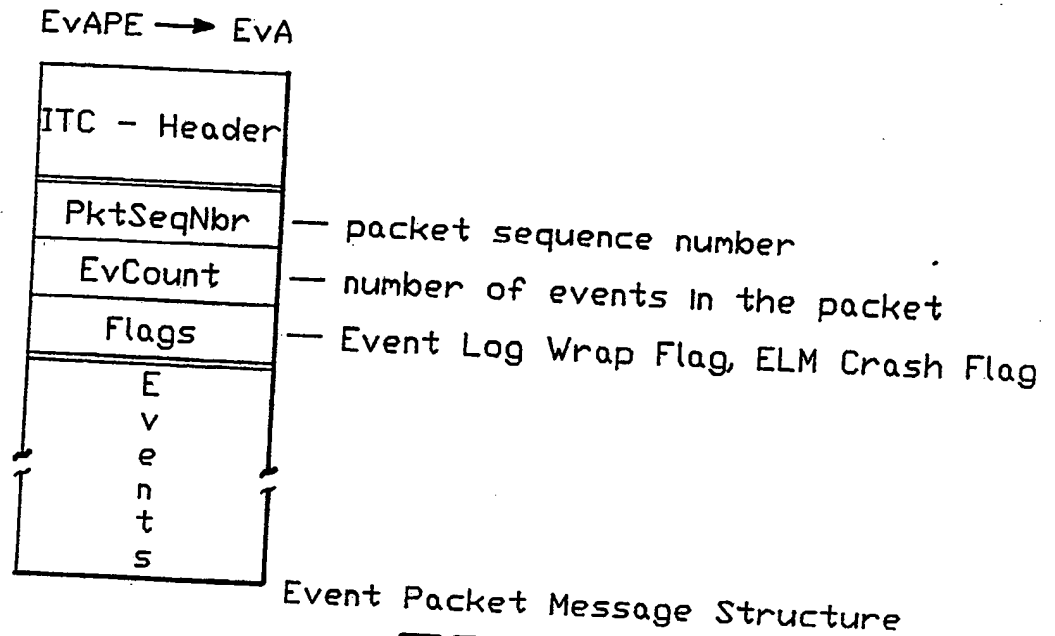 EvAPE → EvA
ITC - Header
PktSeqNbr — packet sequence number
EvCount — number of events in the packet
Flags — Event Log Wrap Flag, ELM Crash Flag
E
v
e
n
t
s
Event Packet Message Structure